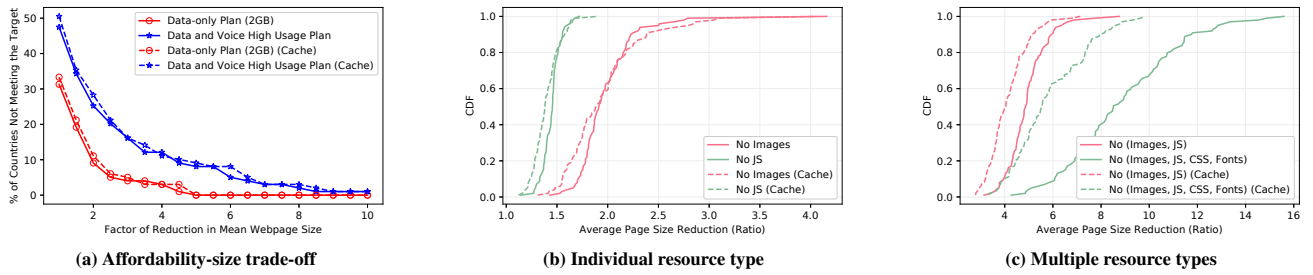 % of Countries Not Meeting the Target
50
40
30
20
10
0
2
4
6
8
10
Factor of Reduction in Mean Webpage Size
Data-only Plan (2GB)
Data and Voice High Usage Plan
Data-only Plan (2GB) (Cache)
Data and Voice High Usage Plan (Cache)
(a) Affordability-size trade-off
CDF
1.0
0.8
0.6
0.4
0.2
0.0
1.0
1.5
2.0
2.5
3.0
3.5
4.0
Average Page Size Reduction (Ratio)
No Images
No JS
No Images (Cache)
No JS (Cache)
(b) Individual resource type
CDF
1.0
0.8
0.6
0.4
0.2
0.0
4
6
8
10
12
14
16
Average Page Size Reduction (Ratio)
No (Images, JS)
No (Images, JS, CSS, Fonts)
No (Images, JS) (Cache)
No (Images, JS, CSS, Fonts) (Cache)
(c) Multiple resource types